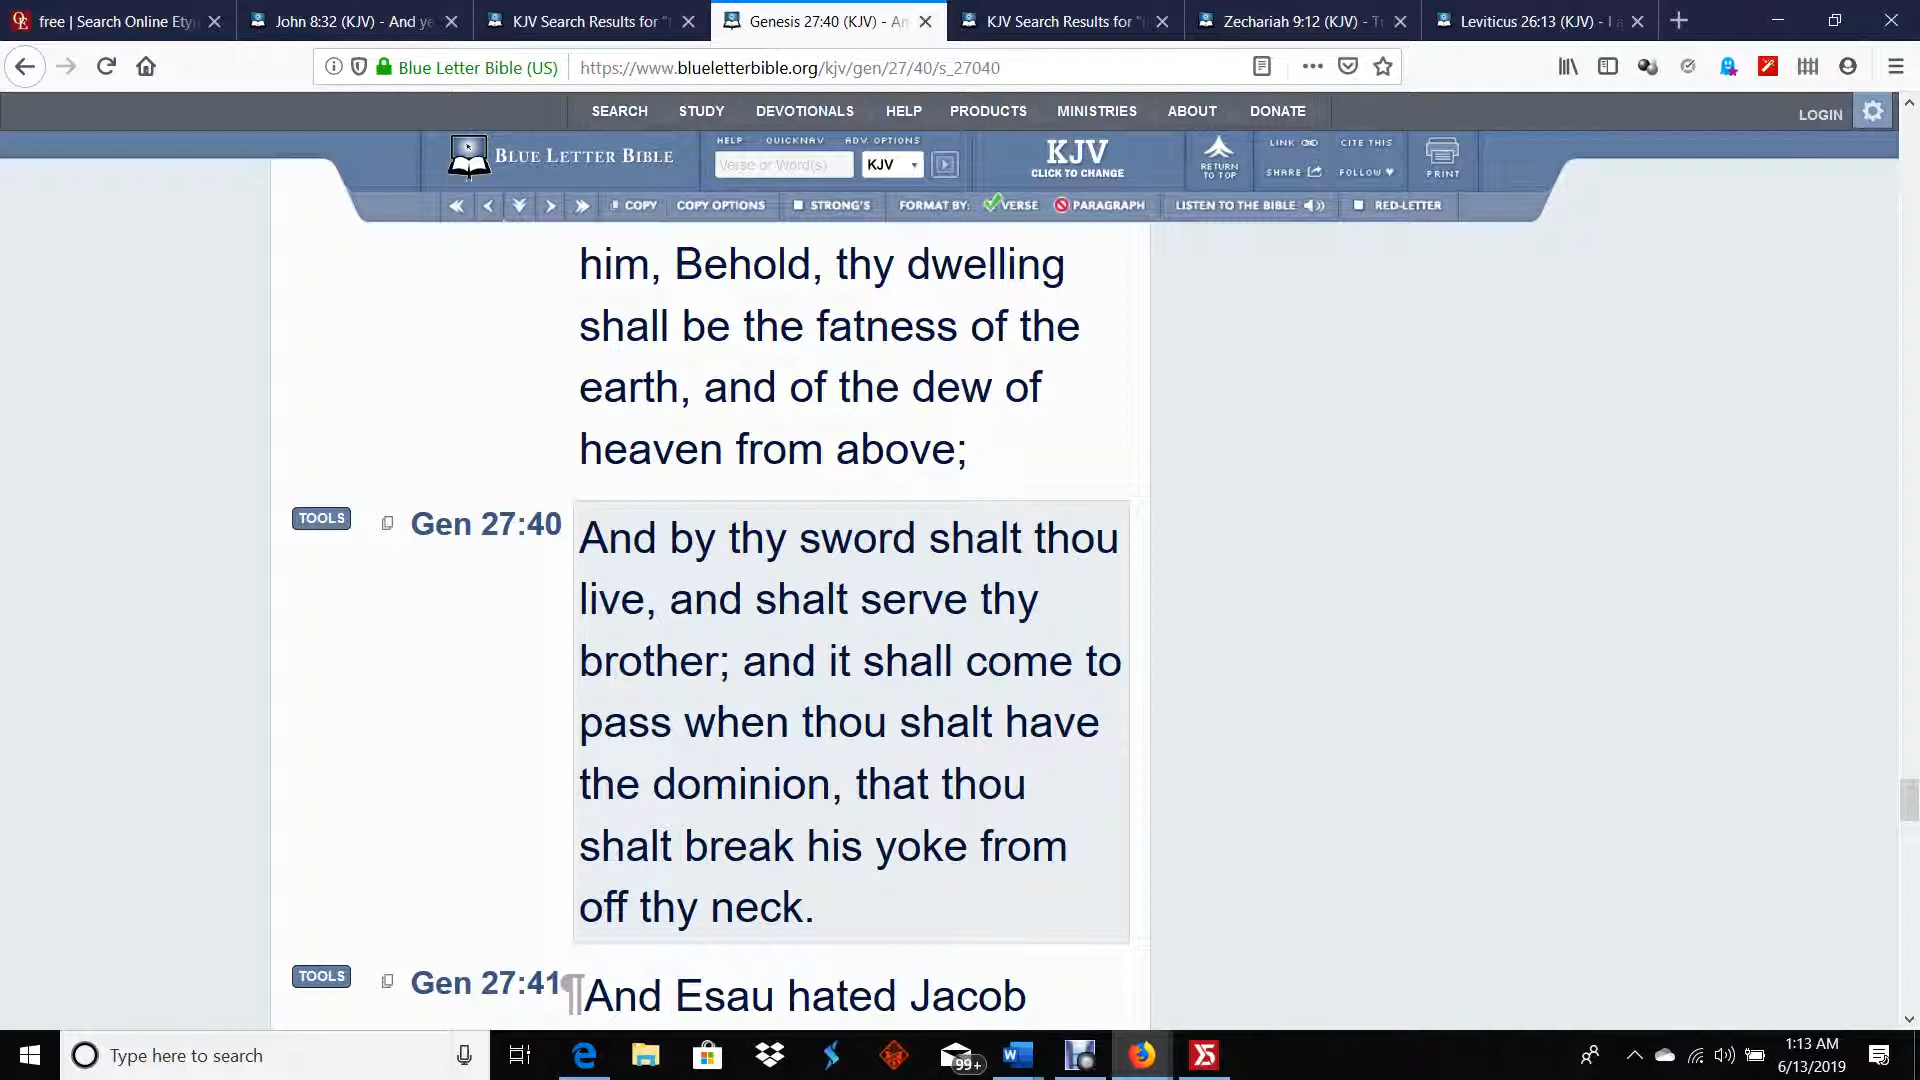 free | Search Online Ety
John 8:32 (KJV) - And ye
KJV Search Results for "
Genesis 27:40 (KJV) - An
KJV Search Results for "
Zechariah 9:12 (KJV) - T
Leviticus 26:13 (KJV) - I a
Blue Letter Bible (US)
https://www.blueletterbible.org/kjv/gen/27/40/s_27040
SEARCH STUDY DEVOTIONALS HELP PRODUCTS MINISTRIES ABOUT DONATE
LOGIN
BLUE LETTER BIBLE
HELP QUICKNAV ADV. OPTIONS
Verse or Word(s)
KJV
KJV
CLICK TO CHANGE
RETURN
TO TOP
LINK CITE THIS
SHARE FOLLOW
PRINT
COPY COPY OPTIONS STRONG'S FORMAT BY: VERSE PARAGRAPH LISTEN TO THE BIBLE RED-LETTER
him, Behold, thy dwelling
shall be the fatness of the
earth, and of the dew of
heaven from above;
TOOLS Gen 27:40 And by thy sword shalt thou
live, and shalt serve thy
brother; and it shall come to
pass when thou shalt have
the dominion, that thou
shalt break his yoke from
off thy neck.
TOOLS Gen 27:41 ¶And Esau hated Jacob
Type here to search
99+
X5
1:13 AM
6/13/2019